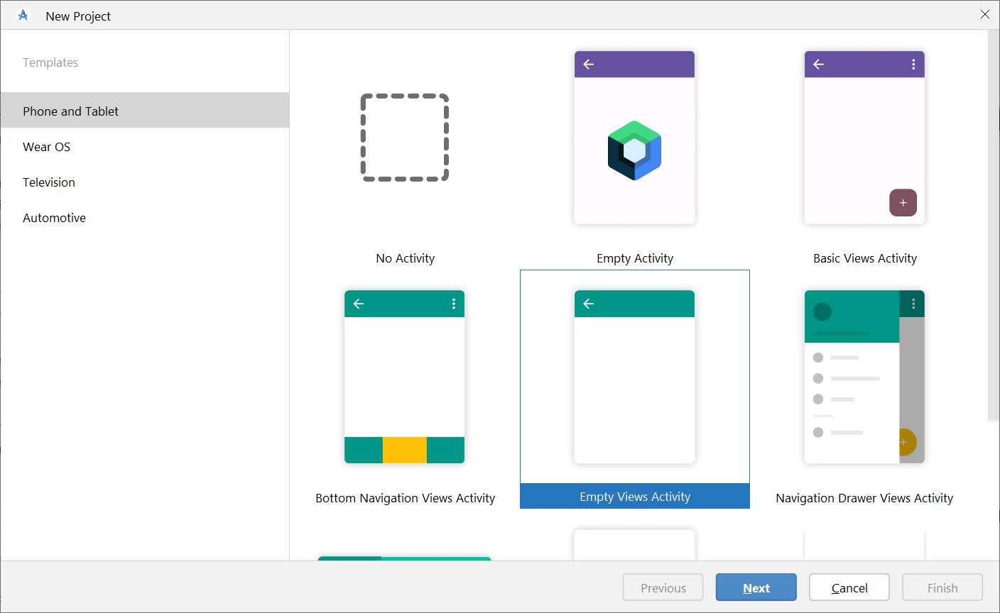 New Project
Templates
Phone and Tablet
Wear OS
Television
Automotive
No Activity
Empty Activity
Basic Views Activity
Bottom Navigation Views Activity
Empty Views Activity
Navigation Drawer Views Activity
Previous
Next
Cancel
Finish